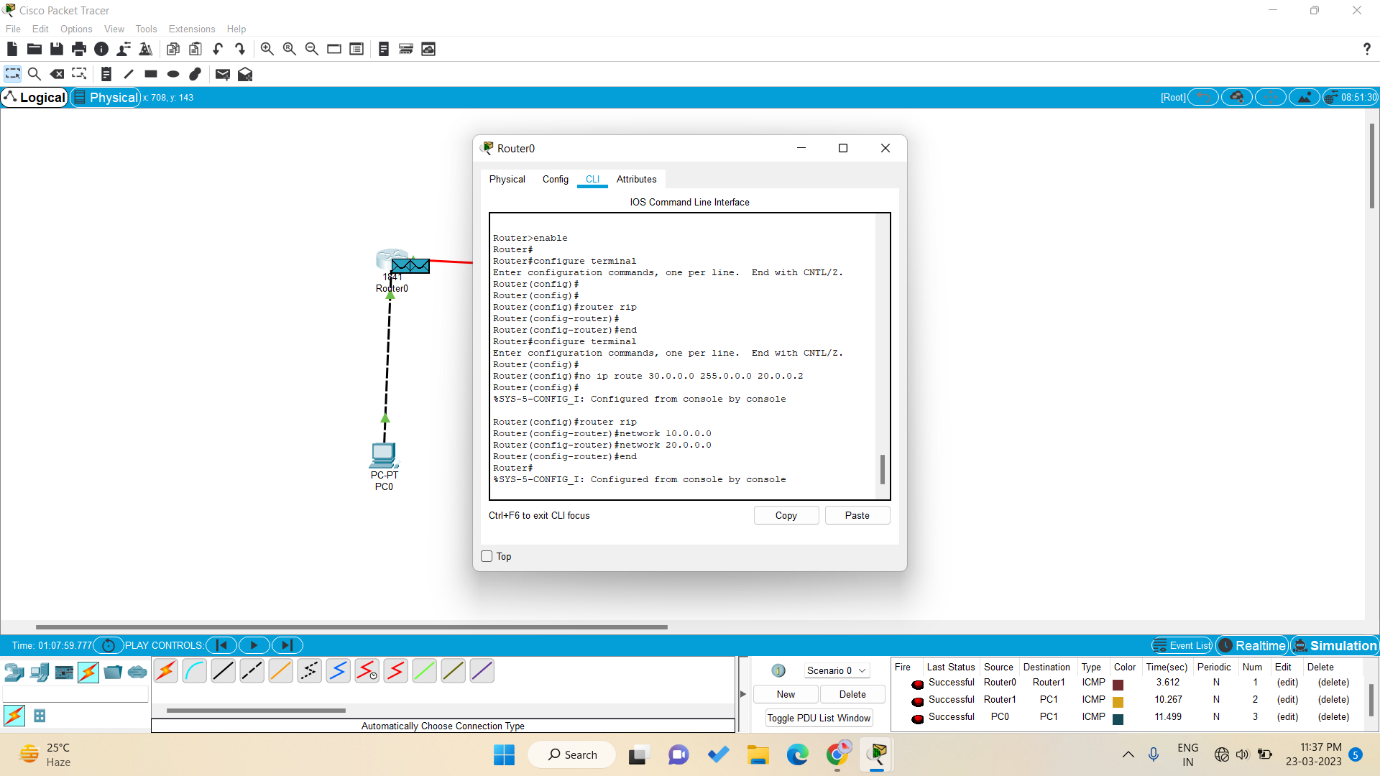 Cisco Packet Tracer
File Edit Options View Tools Extensions Help
?
Logical Physical x: 708, y: 143 [Root] 08:51:30
Router0
Physical Config CLI Attributes
IOS Command Line Interface
Router>enable
Router#
Router#configure terminal
Enter configuration commands, one per line. End with CNTL/Z.
Router(config)#
Router(config)#
Router(config)#router rip
Router(config-router)#
Router(config-router)#end
Router#configure terminal
Enter configuration commands, one per line. End with CNTL/Z.
Router(config)#
Router(config)#no ip route 30.0.0.0 255.0.0.0 20.0.0.2
Router(config)#
%SYS-5-CONFIG_I: Configured from console by console
Router(config)#router rip
Router(config-router)#network 10.0.0.0
Router(config-router)#network 20.0.0.0
Router(config-router)#end
Router#
%SYS-5-CONFIG_I: Configured from console by console
Ctrl+F6 to exit CLI focus Copy Paste
Top
1841
Router0
PC-PT
PC0
Time: 01:07:59.777 PLAY CONTROLS: Event List Realtime Simulation
Scenario 0
New Delete
Toggle PDU List Window
Fire Last Status Source Destination Type Color Time(sec) Periodic Num Edit Delete
Successful Router0 Router1 ICMP 3.612 N 1 (edit) (delete)
Successful Router1 PC1 ICMP 10.267 N 2 (edit) (delete)
Successful PC0 PC1 ICMP 11.499 N 3 (edit) (delete)
Automatically Choose Connection Type
25°C
Haze
Search
ENG
IN
11:37 PM
23-03-2023
5